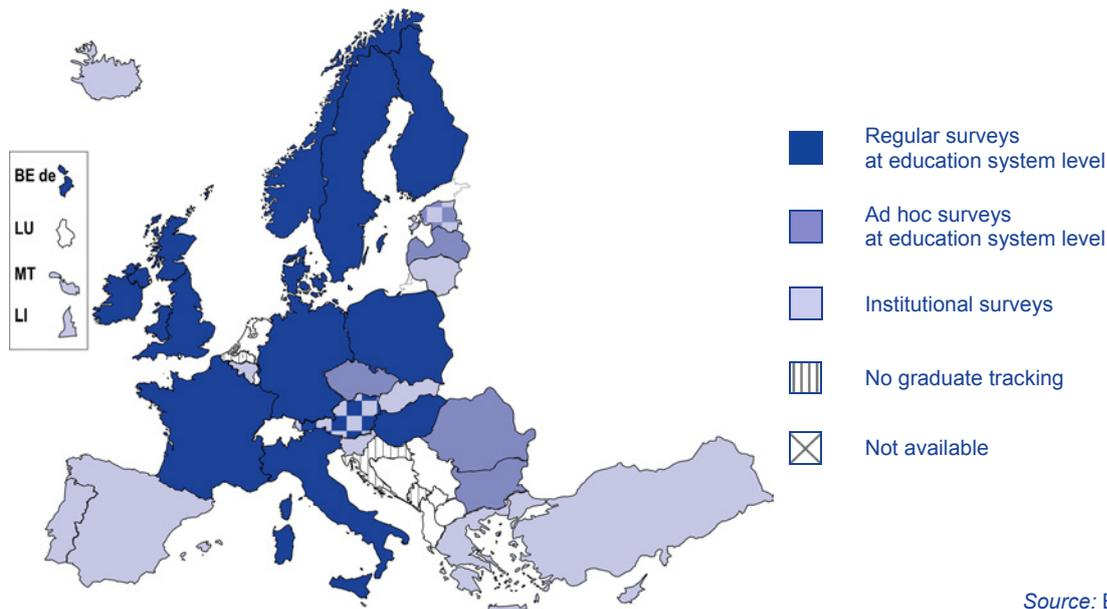 BE de
LU
MT
LI
Regular surveys
at education system level
Ad hoc surveys
at education system level
Institutional surveys
No graduate tracking
Not available
Source: E